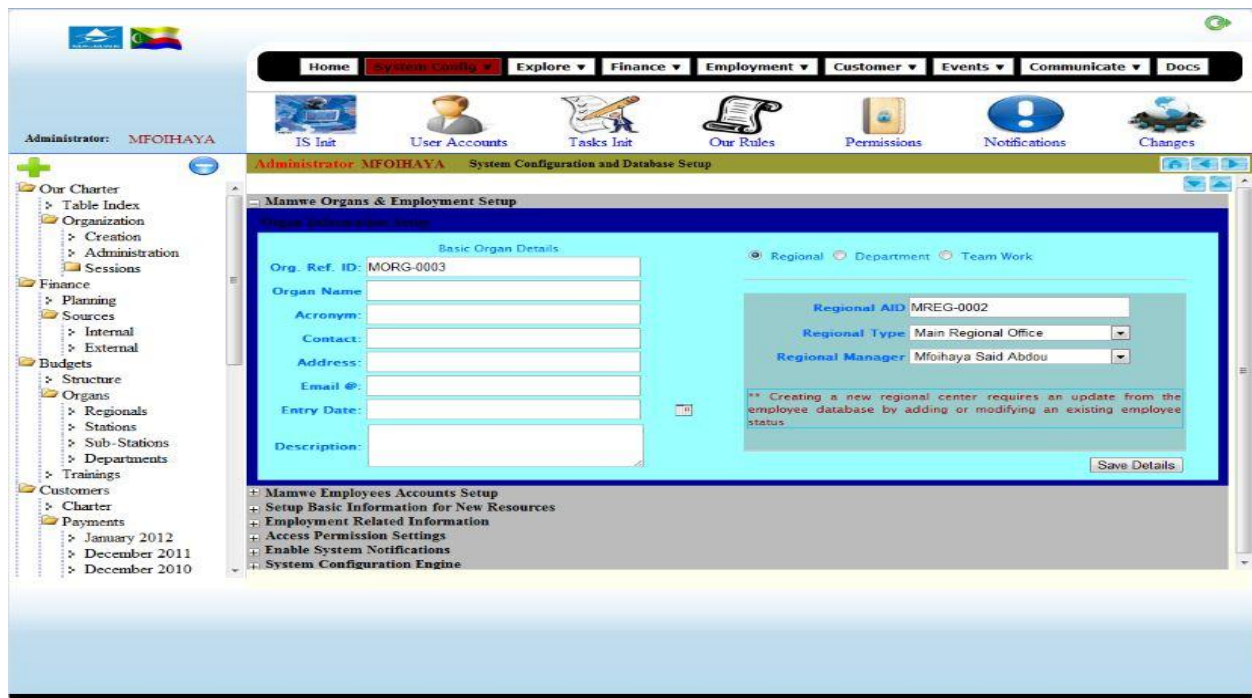 Home System Config ▼ Explore ▼ Finance ▼ Employment ▼ Customer ▼ Events ▼ Communicate ▼ Docs
Administrator: MFOIHAYA
IS Init User Accounts Tasks Init Our Rules Permissions Notifications Changes
Administrator MFOIHAYA System Configuration and Database Setup
Our Charter
Table Index
Organization
Creation
Administration
Sessions
Finance
Planning
Sources
Internal
External
Budgets
Structure
Organs
Regionals
Stations
Sub-Stations
Departments
Trainings
Customers
Charter
Payments
January 2012
December 2011
December 2010
Mamwe Organs & Employment Setup
Basic Organ Details
Org. Ref. ID: MORG-0003
Organ Name
Acronym:
Contact:
Address:
Email @:
Entry Date:
Description:
Regional Department Team Work
Regional AID MREG-0002
Regional Type Main Regional Office
Regional Manager Mfoihaya Said Abdou
** Creating a new regional center requires an update from the
employee database by adding or modifying an existing employee
status
Save Details
Mamwe Employees Accounts Setup
Setup Basic Information for New Resources
Employment Related Information
Access Permission Settings
Enable System Notifications
System Configuration Engine